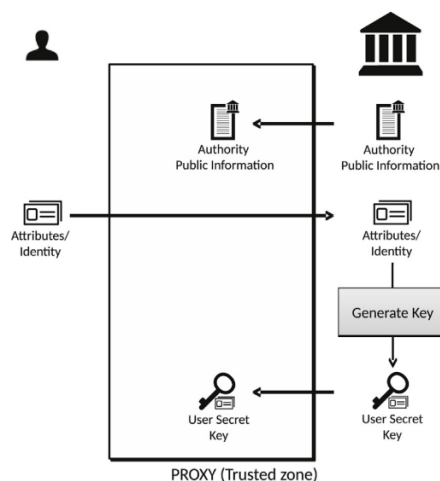 Authority
Public Information
Authority
Public Information
Attributes/
Identity
Attributes/
Identity
Generate Key
User Secret
Key
User Secret
Key
PROXY (Trusted zone)